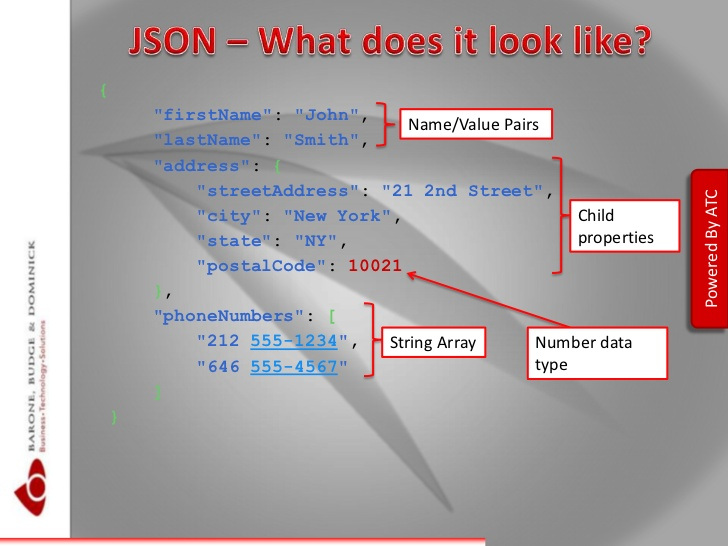 JSON – What does it look like?
{
"firstName": "John",
"lastName": "Smith",
Name/Value Pairs
"address": {
"streetAddress": "21 2nd Street",
"city": "New York",
"state": "NY",
"postalCode": 10021
Child
properties
},
"phoneNumbers": [
"212 555-1234",
"646 555-4567"
String Array
Number data
type
]
}
Powered By ATC
BARONE, BUDGE & DOMINICK
Business•Technology•Solutions